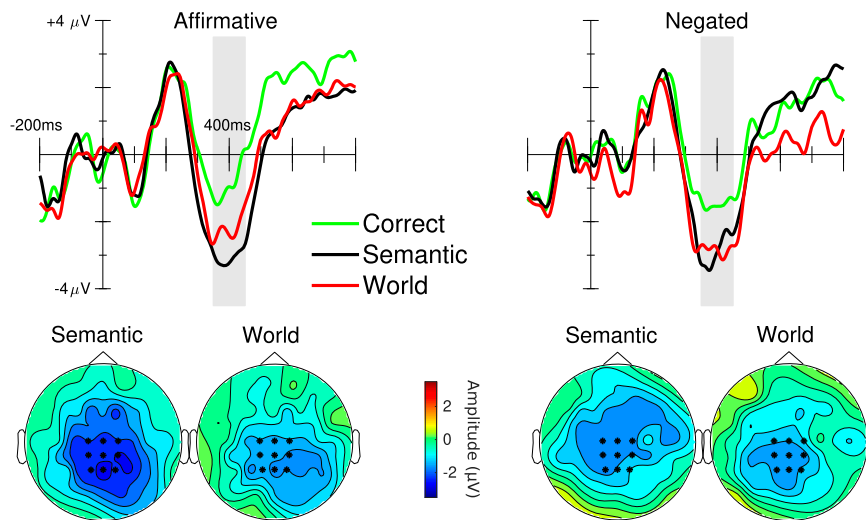 +4 μV
Affirmative
Negated
-200ms
400ms
Correct
Semantic
World
-4 μV
Semantic
World
Semantic
World
2
0
-2
Amplitude (μV)